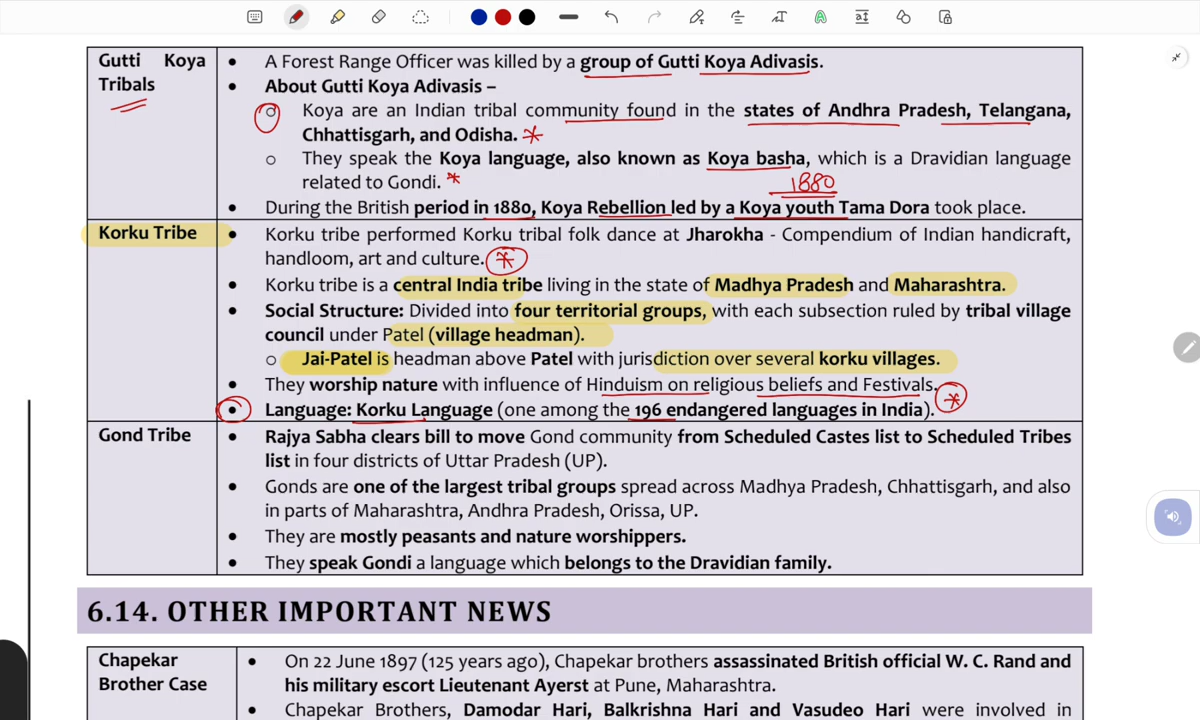 Gutti Koya Tribals
• A Forest Range Officer was killed by a group of Gutti Koya Adivasis.
• About Gutti Koya Adivasis –
o Koya are an Indian tribal community found in the states of Andhra Pradesh, Telangana,
Chhattisgarh, and Odisha.
o They speak the Koya language, also known as Koya basha, which is a Dravidian language
related to Gondi.
1880
• During the British period in 1880, Koya Rebellion led by a Koya youth Tama Dora took place.
Korku Tribe
• Korku tribe performed Korku tribal folk dance at Jharokha - Compendium of Indian handicraft,
handloom, art and culture.
• Korku tribe is a central India tribe living in the state of Madhya Pradesh and Maharashtra.
• Social Structure: Divided into four territorial groups, with each subsection ruled by tribal village
council under Patel (village headman).
o Jai-Patel is headman above Patel with jurisdiction over several korku villages.
• They worship nature with influence of Hinduism on religious beliefs and Festivals.
• Language: Korku Language (one among the 196 endangered languages in India).
Gond Tribe
• Rajya Sabha clears bill to move Gond community from Scheduled Castes list to Scheduled Tribes
list in four districts of Uttar Pradesh (UP).
• Gonds are one of the largest tribal groups spread across Madhya Pradesh, Chhattisgarh, and also
in parts of Maharashtra, Andhra Pradesh, Orissa, UP.
• They are mostly peasants and nature worshippers.
• They speak Gondi a language which belongs to the Dravidian family.
6.14. OTHER IMPORTANT NEWS
Chapekar
Brother Case
• On 22 June 1897 (125 years ago), Chapekar brothers assassinated British official W. C. Rand and
his military escort Lieutenant Ayerst at Pune, Maharashtra.
• Chapekar Brothers, Damodar Hari, Balkrishna Hari and Vasudeo Hari were involved in